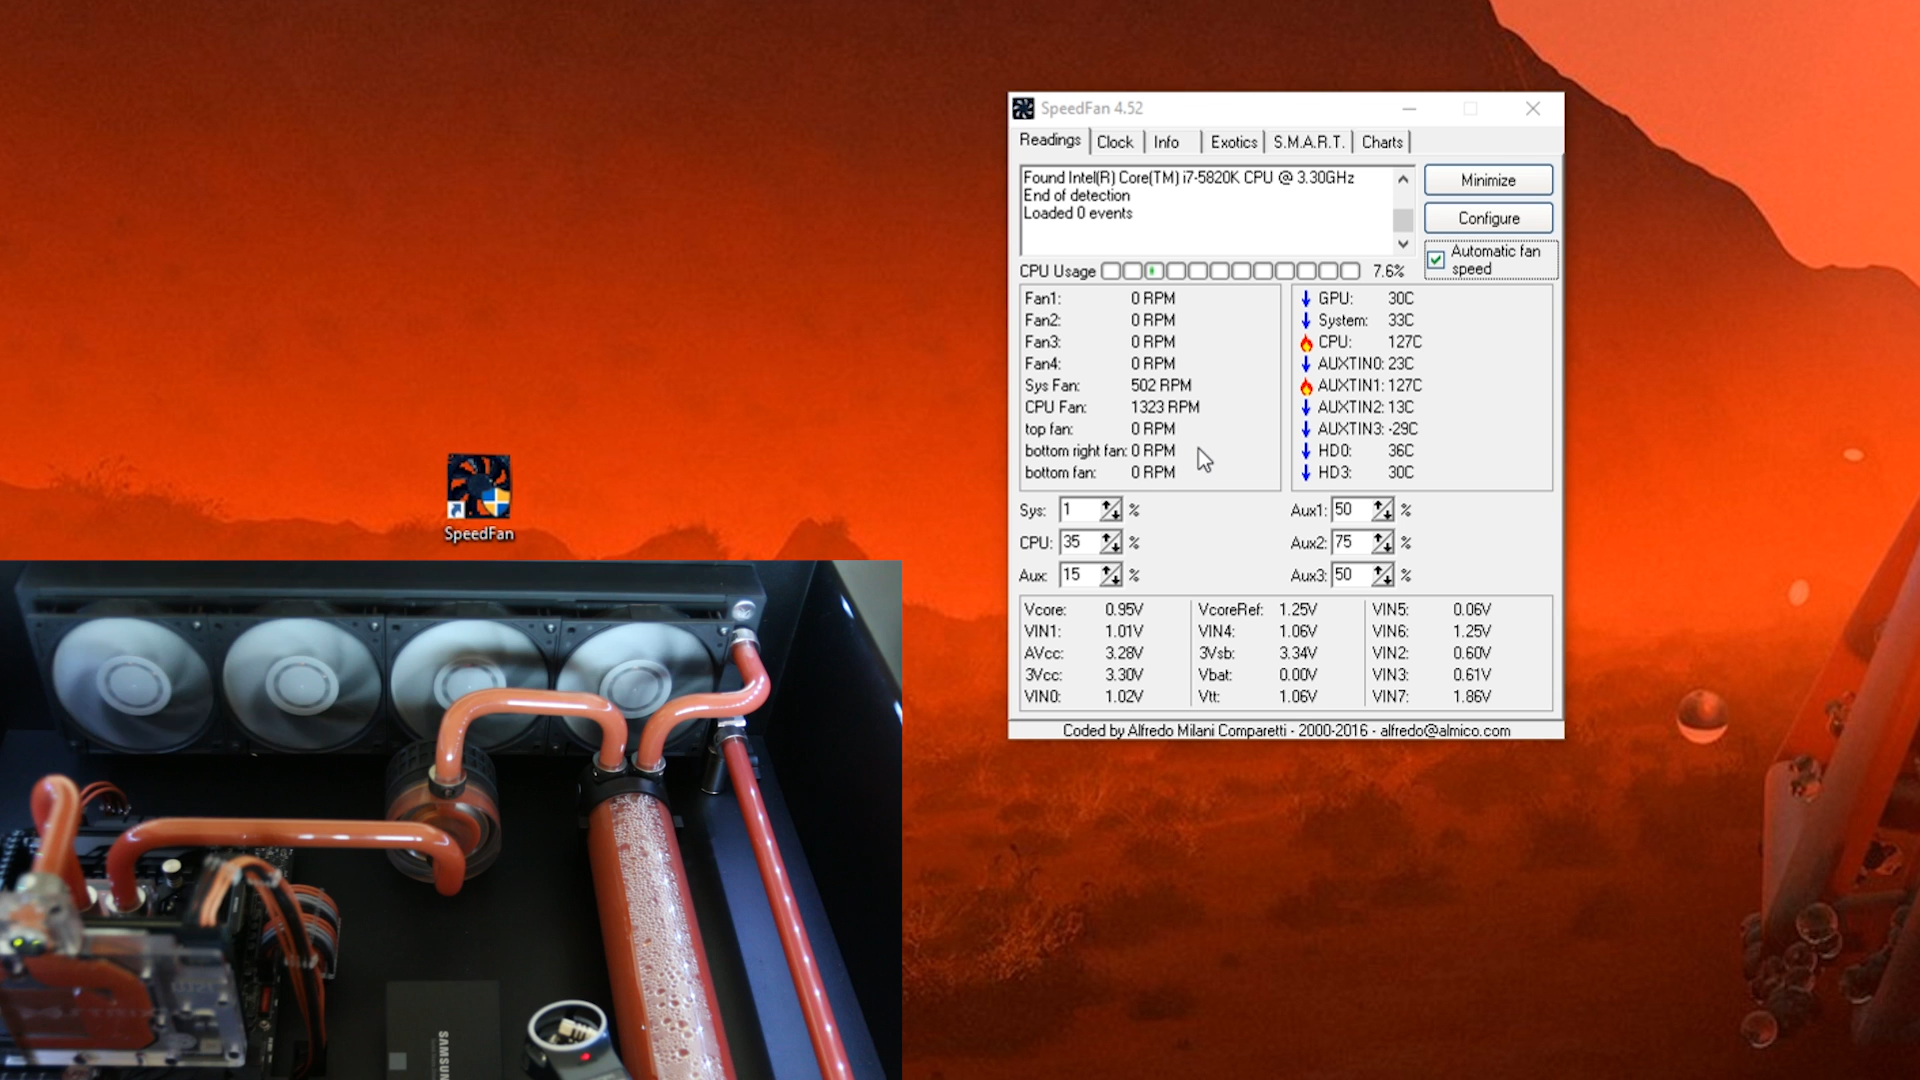 SpeedFan 4.52
Readings Clock Info Exotics S.M.A.R.T. Charts
Found Intel(R) Core(TM) i7-5820K CPU @ 3.30GHz
End of detection
Loaded 0 events
Minimize
Configure
Automatic fan
speed
CPU Usage 7.6%
Fan1: 0 RPM
Fan2: 0 RPM
Fan3: 0 RPM
Fan4: 0 RPM
Sys Fan: 502 RPM
CPU Fan: 1323 RPM
top fan: 0 RPM
bottom right fan: 0 RPM
bottom fan: 0 RPM
GPU: 30C
System: 33C
CPU: 127C
AUXTIN0: 23C
AUXTIN1: 127C
AUXTIN2: 13C
AUXTIN3: -29C
HD0: 36C
HD3: 30C
Sys: 1 %
CPU: 35 %
Aux: 15 %
Aux1: 50 %
Aux2: 75 %
Aux3: 50 %
Vcore: 0.95V
VIN1: 1.01V
AVcc: 3.28V
3Vcc: 3.30V
VIN0: 1.02V
VcoreRef: 1.25V
VIN4: 1.06V
3Vsb: 3.34V
Vbat: 0.00V
Vtt: 1.06V
VIN5: 0.06V
VIN6: 1.25V
VIN2: 0.60V
VIN3: 0.61V
VIN7: 1.86V
Coded by Alfredo Milani Comparetti - 2000-2016 - alfredo@almico.com
SpeedFan